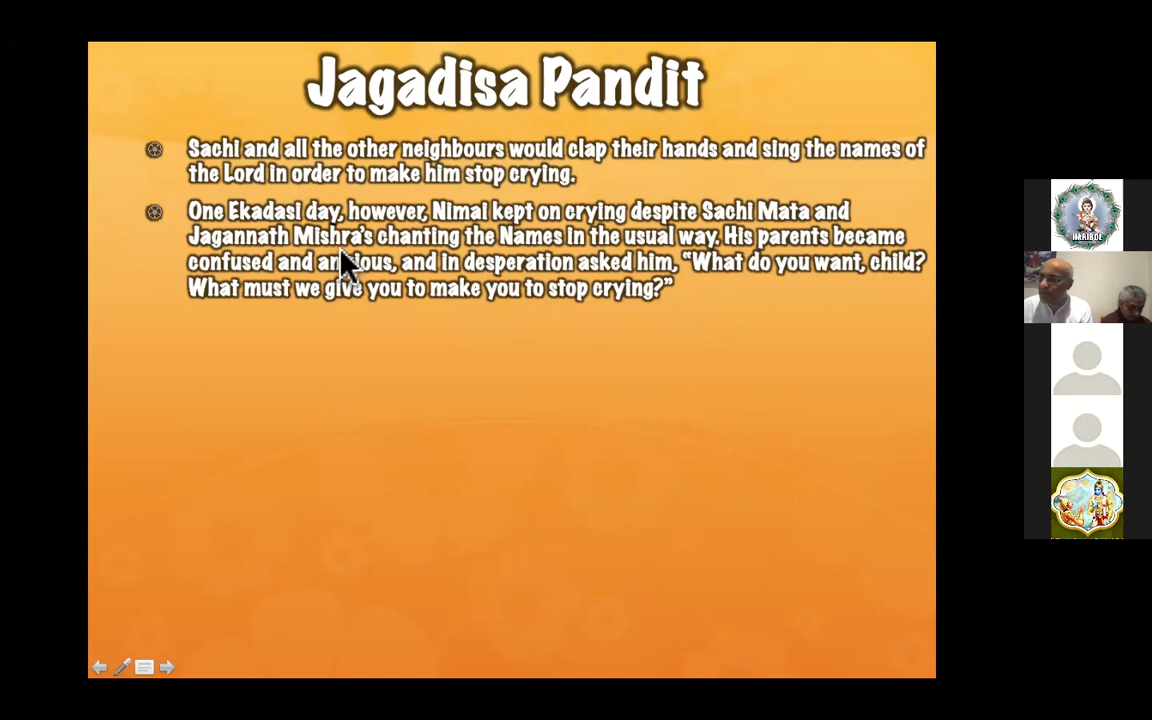 Jagadisa Pandit
Sachi and all the other neighbours would clap their hands and sing the names of
the Lord in order to make him stop crying.
One Ekadasi day, however, Nimai kept on crying despite Sachi Mata and
Jagannath Mishra's chanting the Names in the usual way. His parents became
confused and anxious, and in desperation asked him, "What do you want, child?
What must we give you to make you to stop crying?"
HARIBOL